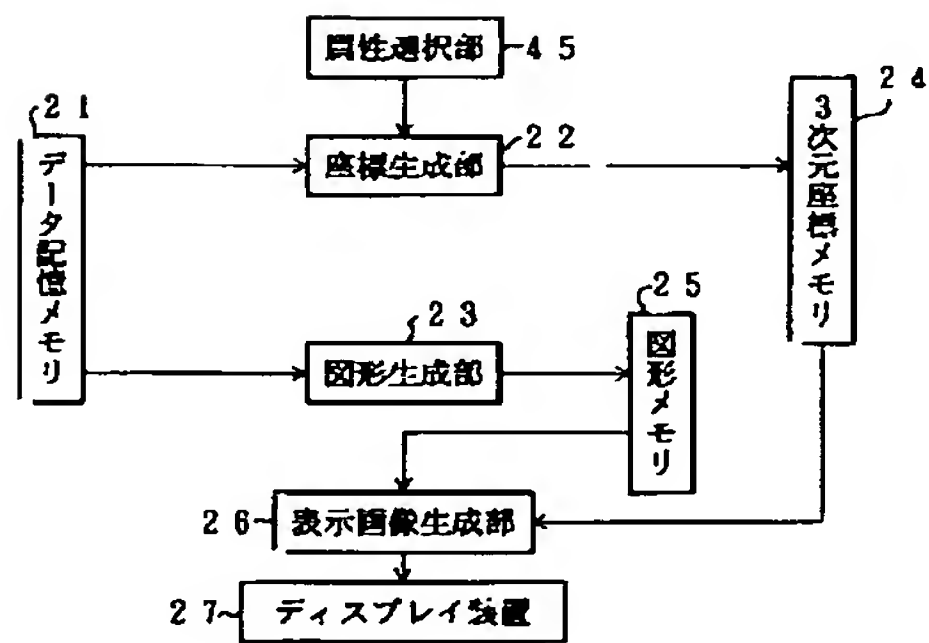 属性選択部
45
21
データ記憶メモリ
座標生成部
22
24
3次元座標メモリ
23
図形生成部
25
図形メモリ
26
表示画像生成部
27
ディスプレイ装置